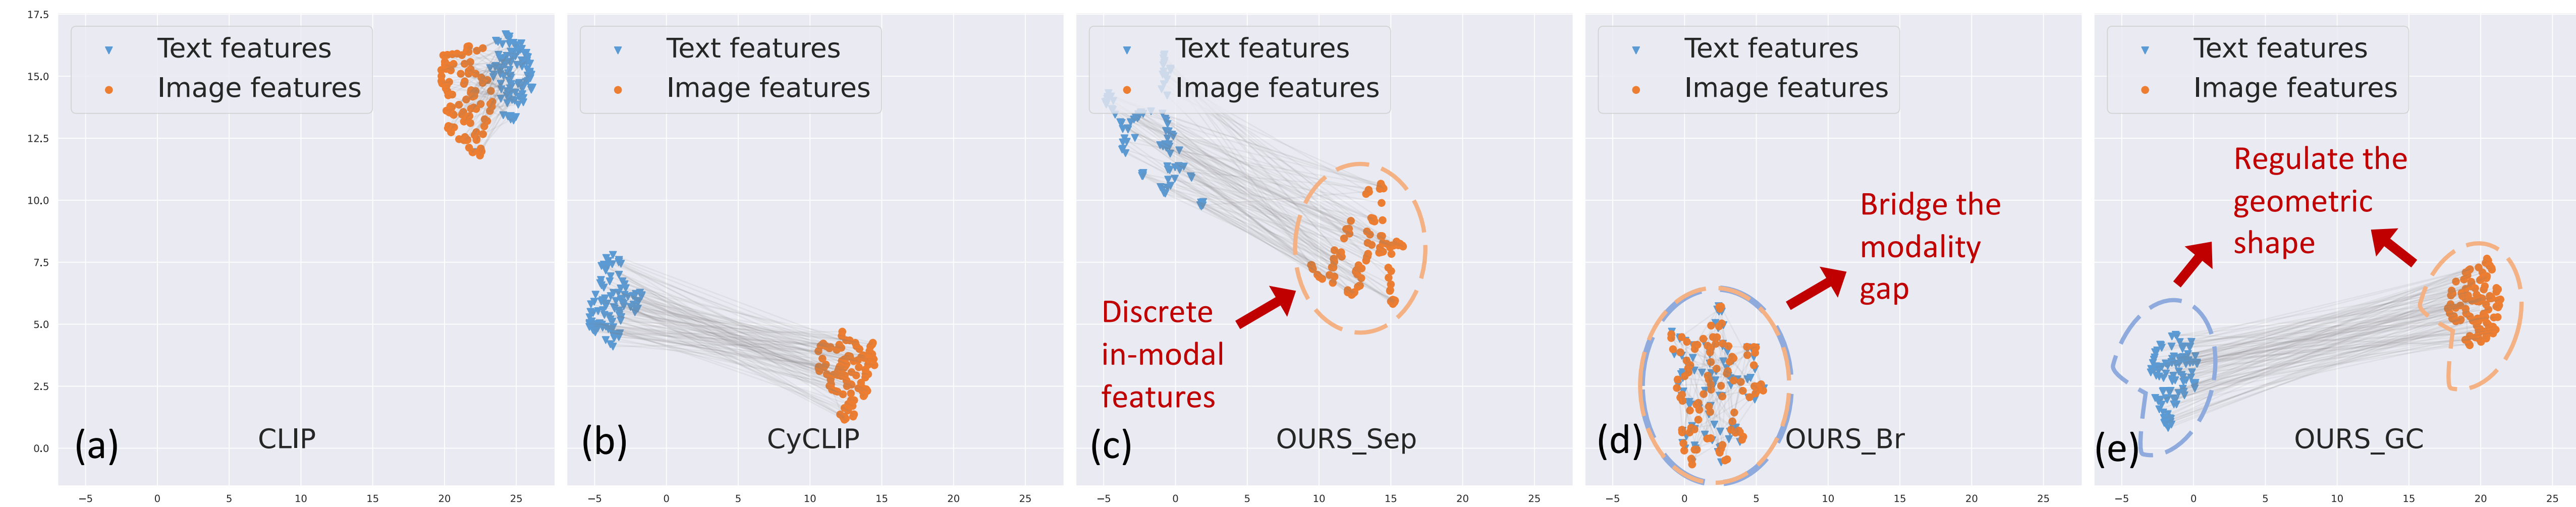 17.5
15.0
12.5
10.0
7.5
5.0
2.5
0.0
Text features
Image features
(a)
CLIP
−5 0 5 10 15 20 25
Text features
Image features
(b)
CyCLIP
−5 0 5 10 15 20 25
Text features
Image features
Discrete
in-modal
features
(c)
OURS_Sep
−5 0 5 10 15 20 25
Text features
Image features
Bridge the
modality
gap
(d)
OURS_Br
−5 0 5 10 15 20 25
Text features
Image features
Regulate the
geometric
shape
(e)
OURS_GC
−5 0 5 10 15 20 25